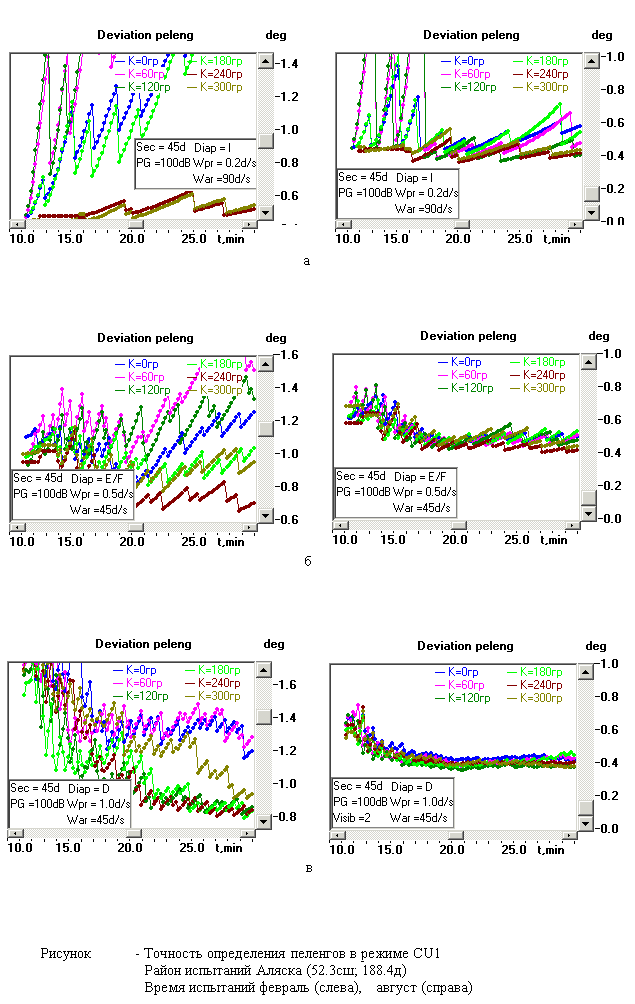 Deviation peleng deg
K=0гр K=180гр
K=60гр K=240гр
K=120гр K=300гр
-1.4
-1.2
-1.0
-0.8
-0.6
Sec = 45d Diap = I
PG =100dB Wpr = 0.2d/s
War =90d/s
10.0 15.0 20.0 25.0 t,min
Deviation peleng deg
K=0гр K=180гр
K=60гр K=240гр
K=120гр K=300гр
-1.0
-0.8
-0.6
-0.4
-0.2
-0.0
Sec = 45d Diap = I
PG =100dB Wpr = 0.2d/s
War =90d/s
10.0 15.0 20.0 25.0 t,min
а
Deviation peleng deg
K=0гр K=180гр
K=60гр K=240гр
K=120гр K=300гр
-1.6
-1.4
-1.2
-1.0
-0.8
-0.6
Sec = 45d Diap = E/F
PG =100dB Wpr = 0.5d/s
War =45d/s
10.0 15.0 20.0 25.0 t,min
Deviation peleng deg
K=0гр K=180гр
K=60гр K=240гр
K=120гр K=300гр
-1.0
-0.8
-0.6
-0.4
-0.2
-0.0
Sec = 45d Diap = E/F
PG =100dB Wpr = 0.5d/s
War =45d/s
10.0 15.0 20.0 25.0 t,min
б
Deviation peleng deg
K=0гр K=180гр
K=60гр K=240гр
K=120гр K=300гр
-1.6
-1.4
-1.2
-1.0
-0.8
Sec = 45d Diap = D
PG =100dB Wpr = 1.0d/s
War =45d/s
10.0 15.0 20.0 25.0 t,min
Deviation peleng deg
K=0гр K=180гр
K=60гр K=240гр
K=120гр K=300гр
-1.0
-0.8
-0.6
-0.4
-0.2
-0.0
Sec = 45d Diap = D
PG =100dB Wpr = 1.0d/s
Visib =2 War =45d/s
10.0 15.0 20.0 25.0 t,min
в
Рисунок - Точность определения пеленгов в режиме CU1
Район испытаний Аляска (52.3сш; 188.4д)
Время испытаний февраль (слева), август (справа)